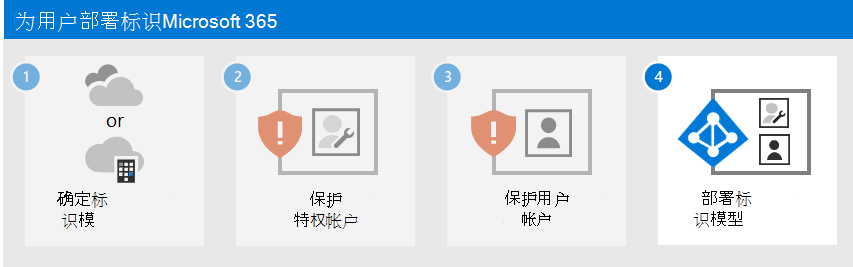 为用户部署标识Microsoft 365
1
or
确定标
识模
2
保护
特权帐户
3
保护用户
帐户
4
部署标
识模型